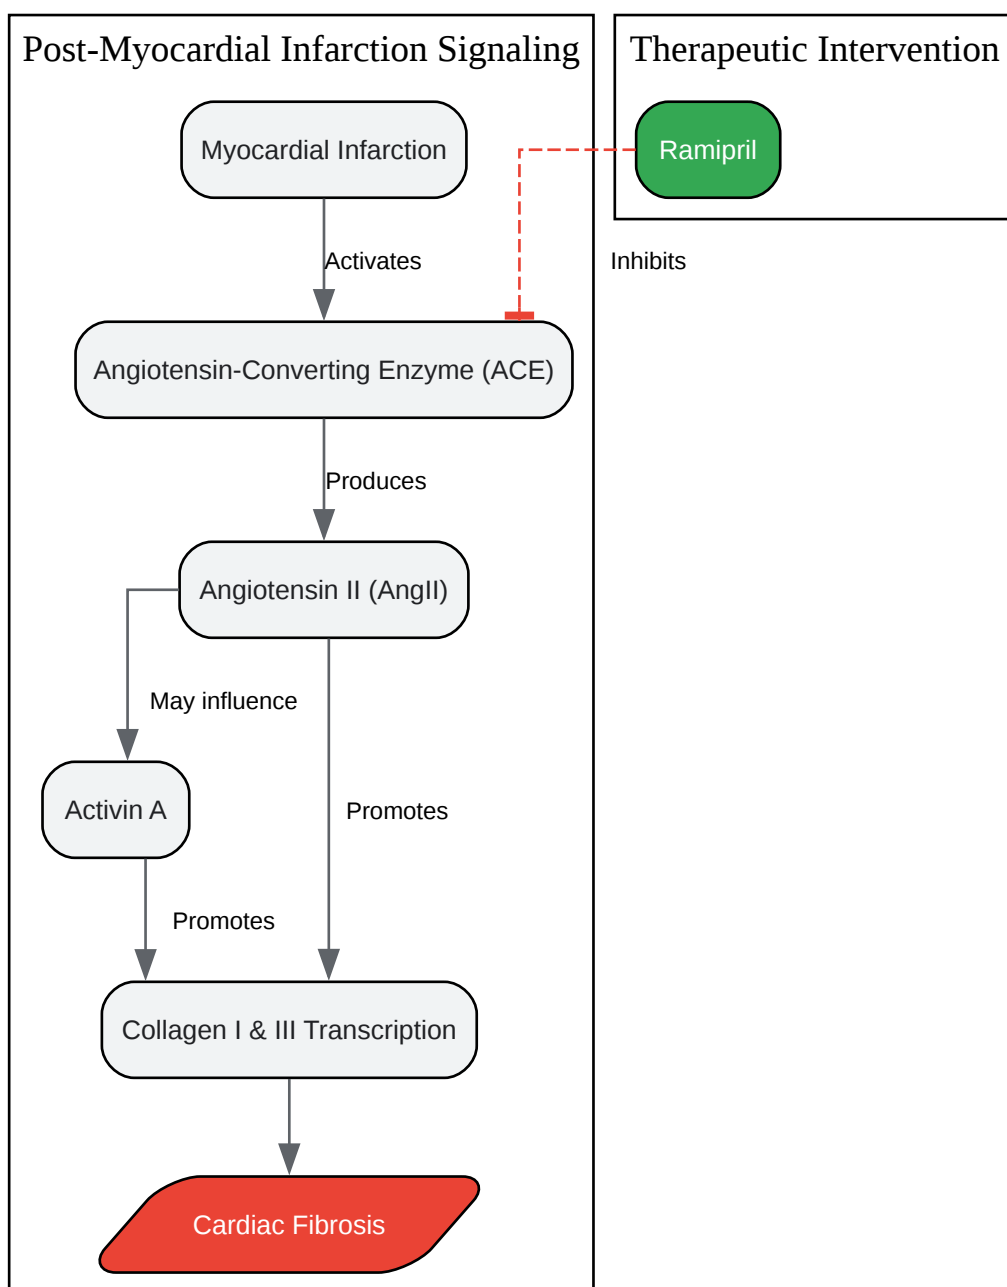 Post-Myocardial Infarction Signaling
Therapeutic Intervention
Myocardial Infarction
Ramipril
Activates
Inhibits
Angiotensin-Converting Enzyme (ACE)
Produces
Angiotensin II (AngII)
May influence
Activin A
Promotes
Promotes
Collagen I & III Transcription
Cardiac Fibrosis